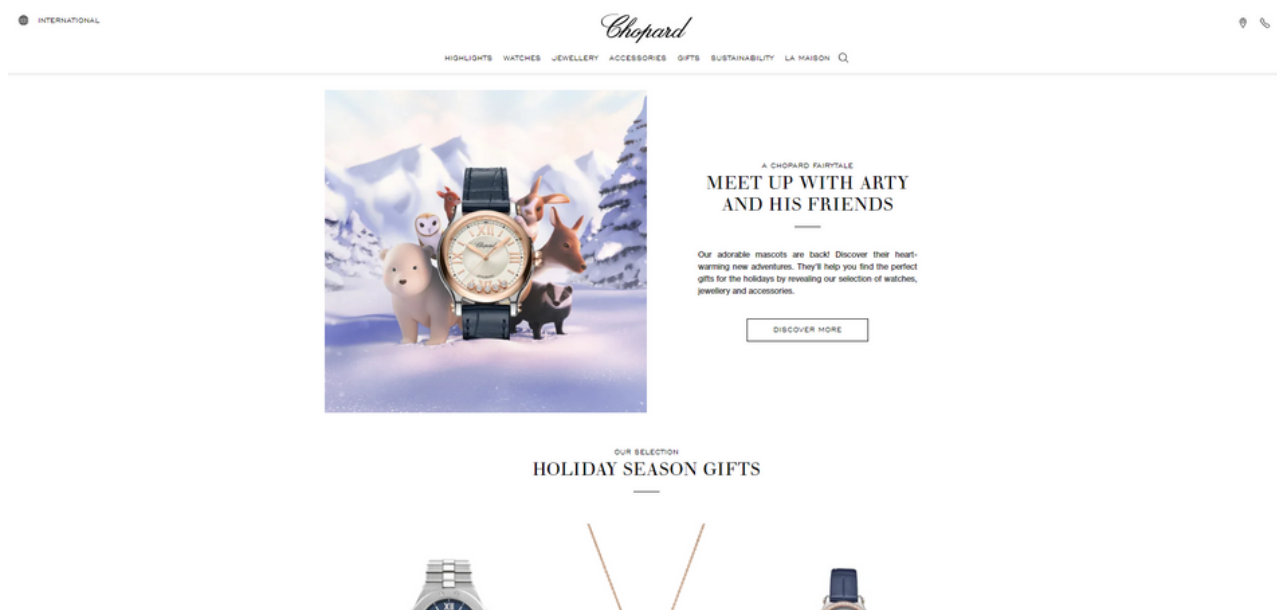 INTERNATIONAL
Chopard
HIGHLIGHTS WATCHES JEWELLERY ACCESSORIES GIFTS SUSTAINABILITY LA MAISON
Chopard
A CHOPARD FAIRYTALE
MEET UP WITH ARTY
AND HIS FRIENDS
Our adorable mascots are back! Discover their heart-
warming new adventures. They'll help you find the perfect
gifts for the holidays by revealing our selection of watches,
jewellery and accessories.
DISCOVER MORE
OUR SELECTION
HOLIDAY SEASON GIFTS